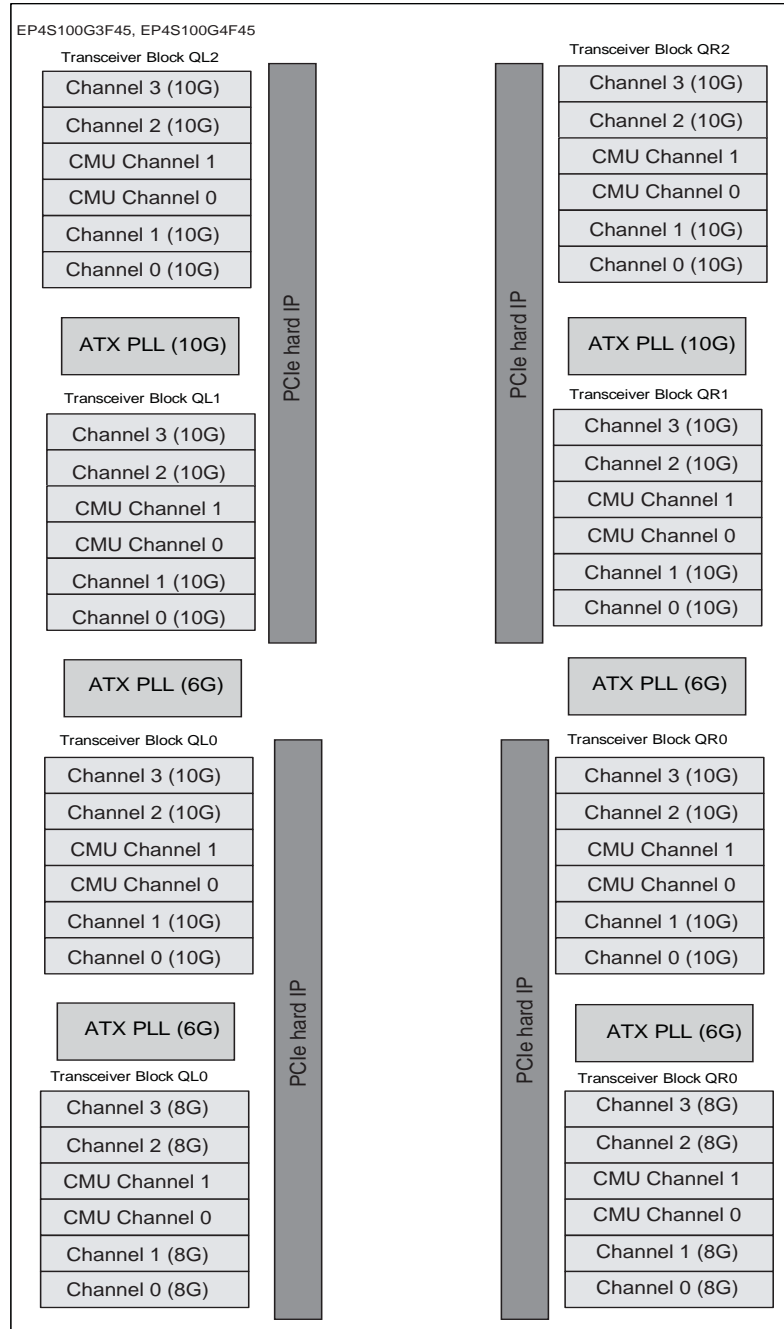 EP4S100G3F45, EP4S100G4F45
Transceiver Block QL2
Channel 3 (10G)
Channel 2 (10G)
CMU Channel 1
CMU Channel 0
Channel 1 (10G)
Channel 0 (10G)
ATX PLL (10G)
Transceiver Block QL1
Channel 3 (10G)
Channel 2 (10G)
CMU Channel 1
CMU Channel 0
Channel 1 (10G)
Channel 0 (10G)
PCIe hard IP
ATX PLL (6G)
Transceiver Block QL0
Channel 3 (10G)
Channel 2 (10G)
CMU Channel 1
CMU Channel 0
Channel 1 (10G)
Channel 0 (10G)
ATX PLL (6G)
Transceiver Block QL0
Channel 3 (8G)
Channel 2 (8G)
CMU Channel 1
CMU Channel 0
Channel 1 (8G)
Channel 0 (8G)
PCIe hard IP
Transceiver Block QR2
Channel 3 (10G)
Channel 2 (10G)
CMU Channel 1
CMU Channel 0
Channel 1 (10G)
Channel 0 (10G)
PCIe hard IP
ATX PLL (10G)
Transceiver Block QR1
Channel 3 (10G)
Channel 2 (10G)
CMU Channel 1
CMU Channel 0
Channel 1 (10G)
Channel 0 (10G)
ATX PLL (6G)
Transceiver Block QR0
Channel 3 (10G)
Channel 2 (10G)
CMU Channel 1
CMU Channel 0
Channel 1 (10G)
Channel 0 (10G)
PCIe hard IP
ATX PLL (6G)
Transceiver Block QR0
Channel 3 (8G)
Channel 2 (8G)
CMU Channel 1
CMU Channel 0
Channel 1 (8G)
Channel 0 (8G)